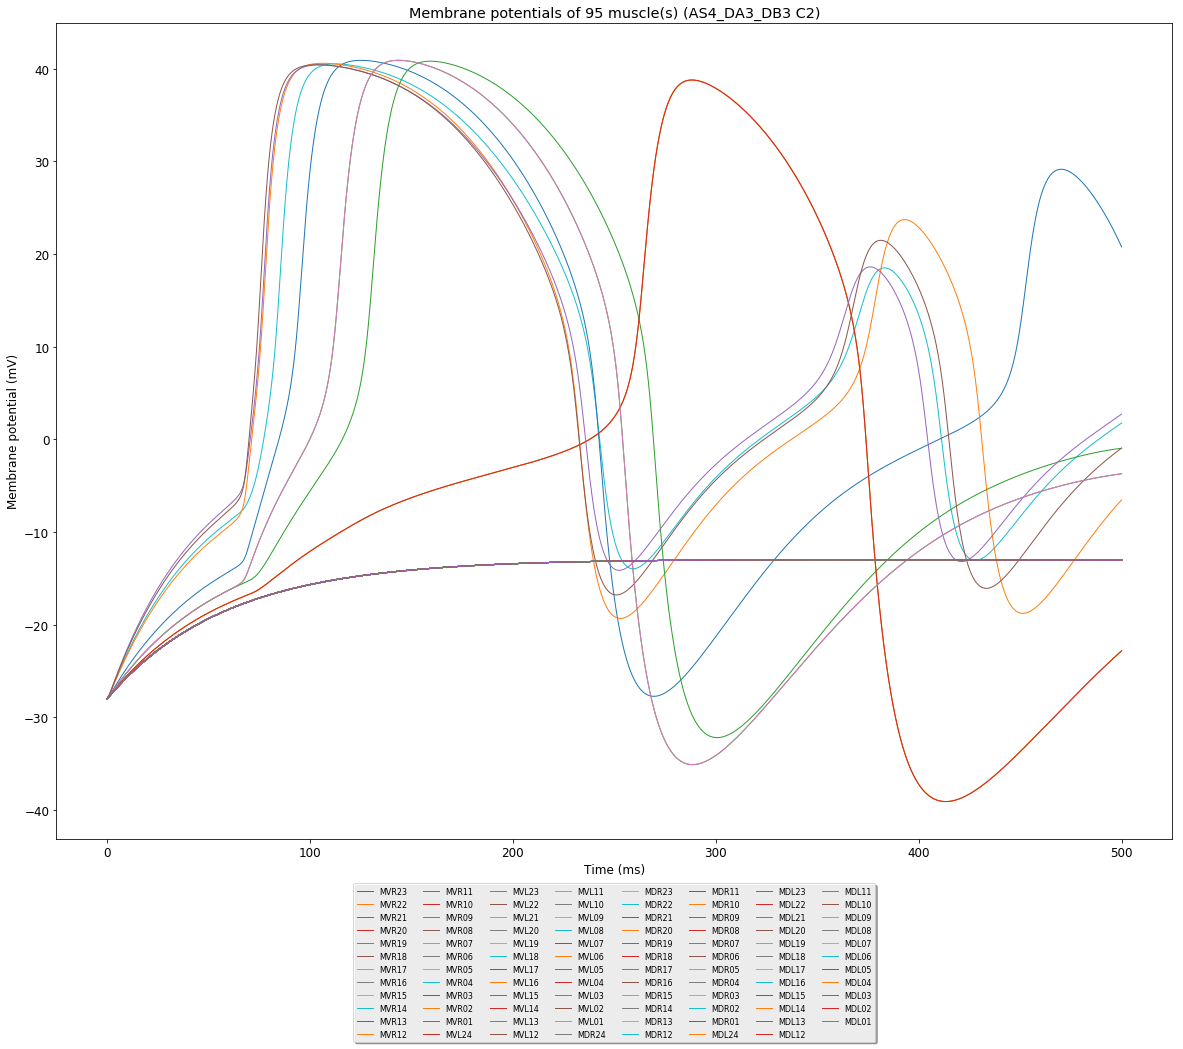 Membrane potentials of 95 muscle(s) (AS4_DA3_DB3 C2)
40
30
20
10
0
−10
−20
−30
−40
Membrane potential (mV)
0 100 200 300 400 500
Time (ms)
MVR23 MVR11 MVL23 MVL11 MDR23 MDR11 MDL23 MDL11
MVR22 MVR10 MVL22 MVL10 MDR22 MDR10 MDL22 MDL10
MVR21 MVR09 MVL21 MVL09 MDR21 MDR09 MDL21 MDL09
MVR20 MVR08 MVL20 MVL08 MDR20 MDR08 MDL20 MDL08
MVR19 MVR07 MVL19 MVL07 MDR19 MDR07 MDL19 MDL07
MVR18 MVR06 MVL18 MVL06 MDR18 MDR06 MDL18 MDL06
MVR17 MVR05 MVL17 MVL05 MDR17 MDR05 MDL17 MDL05
MVR16 MVR04 MVL16 MVL04 MDR16 MDR04 MDL16 MDL04
MVR15 MVR03 MVL15 MVL03 MDR15 MDR03 MDL15 MDL03
MVR14 MVR02 MVL14 MVL02 MDR14 MDR02 MDL14 MDL02
MVR13 MVR01 MVL13 MVL01 MDR13 MDR01 MDL13 MDL01
MVR12 MVL24 MVL12 MDR24 MDR12 MDL24 MDL12